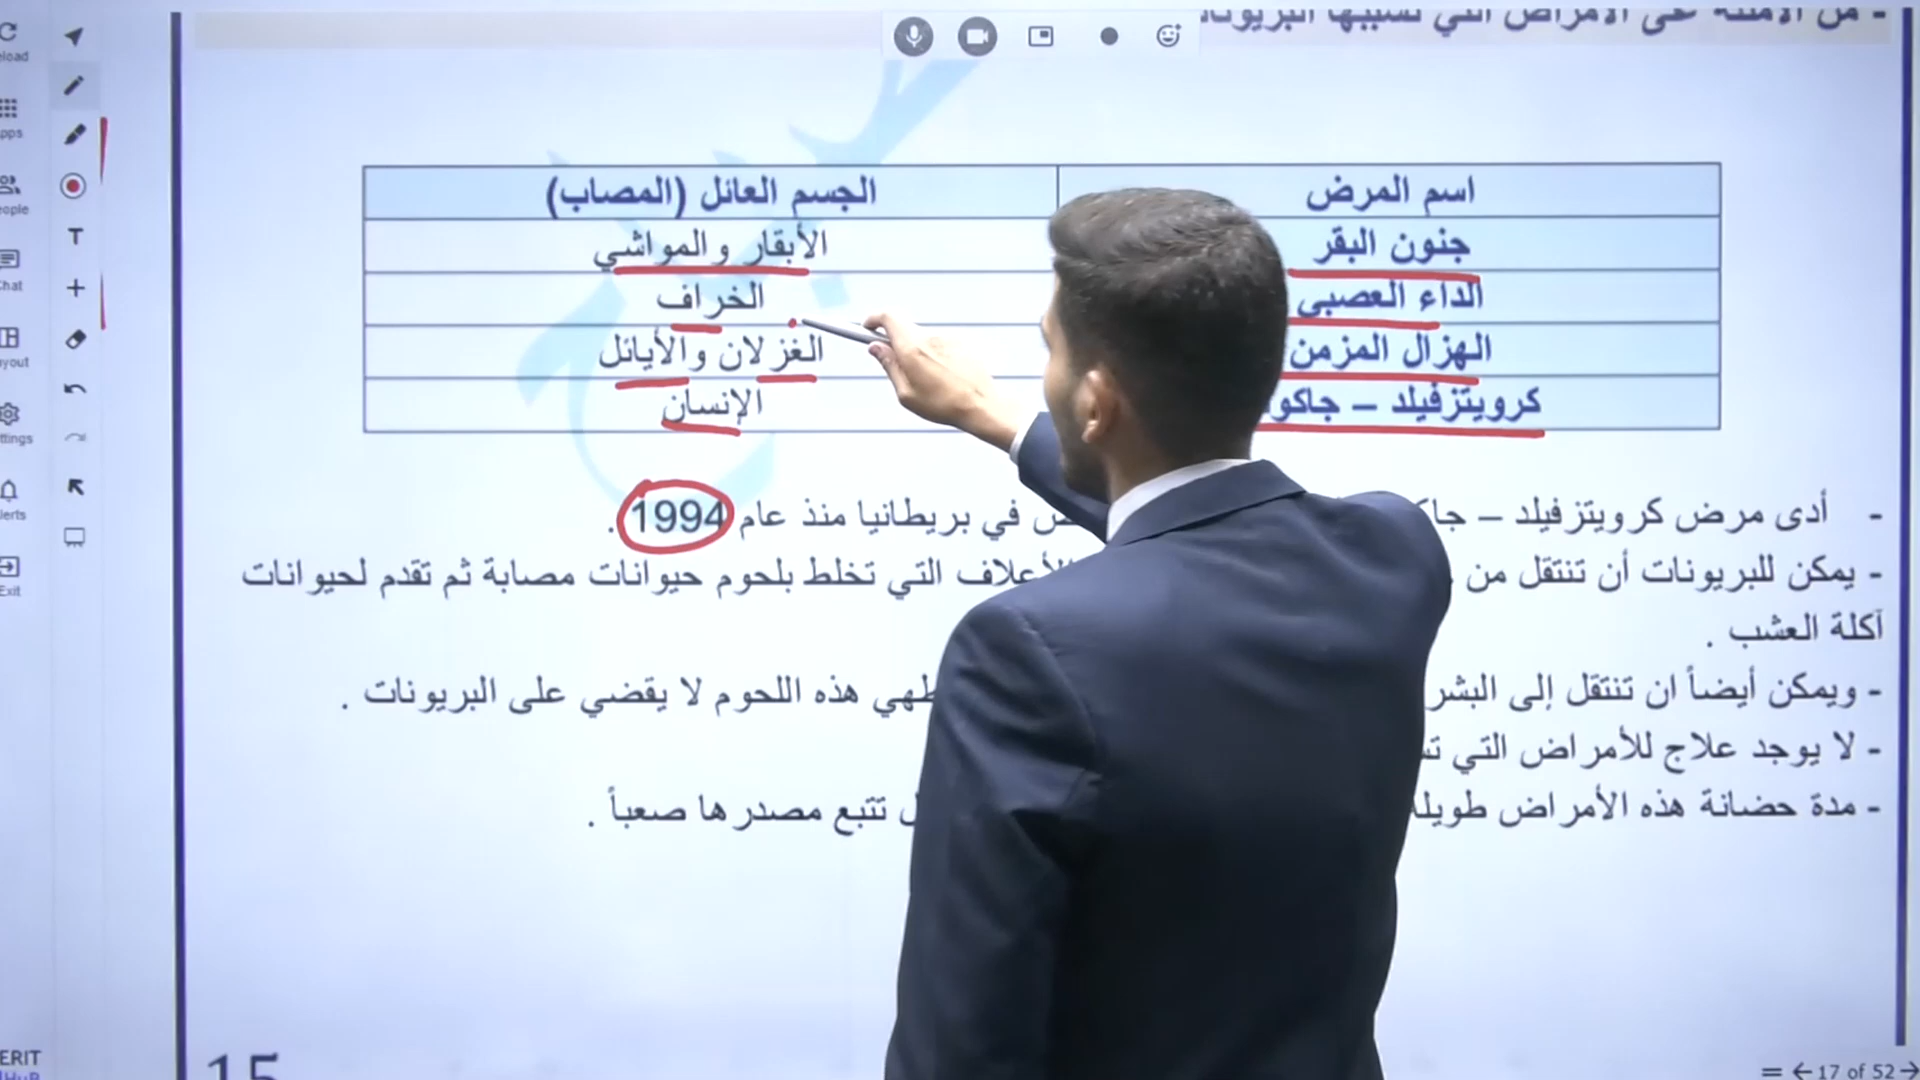 - من الأمثلة على الأمراض التي تسببها البريونات
اسم المرض الجسم العائل (المصاب)
جنون البقر الأبقار والمواشي
الداء العصبي الخراف
الهزال المزمن الغزلان والأيائل
كرويتزفيلد – الإنسان
- أدى مرض كرويتزفيلد – في بريطانيا منذ عام 1994 .
- يمكن للبريونات أن تنتقل من الأعلاف التي تخلط بلحوم حيوانات مصابة ثم تقدم لحيوانات
آكلة العشب .
- ويمكن أيضاً ان تنتقل إلى البشر هذه اللحوم لا يقضي على البريونات .
- لا يوجد علاج للأمراض التي
- مدة حضانة هذه الأمراض تتبع مصدرها صعباً .
T
15
17 of 52